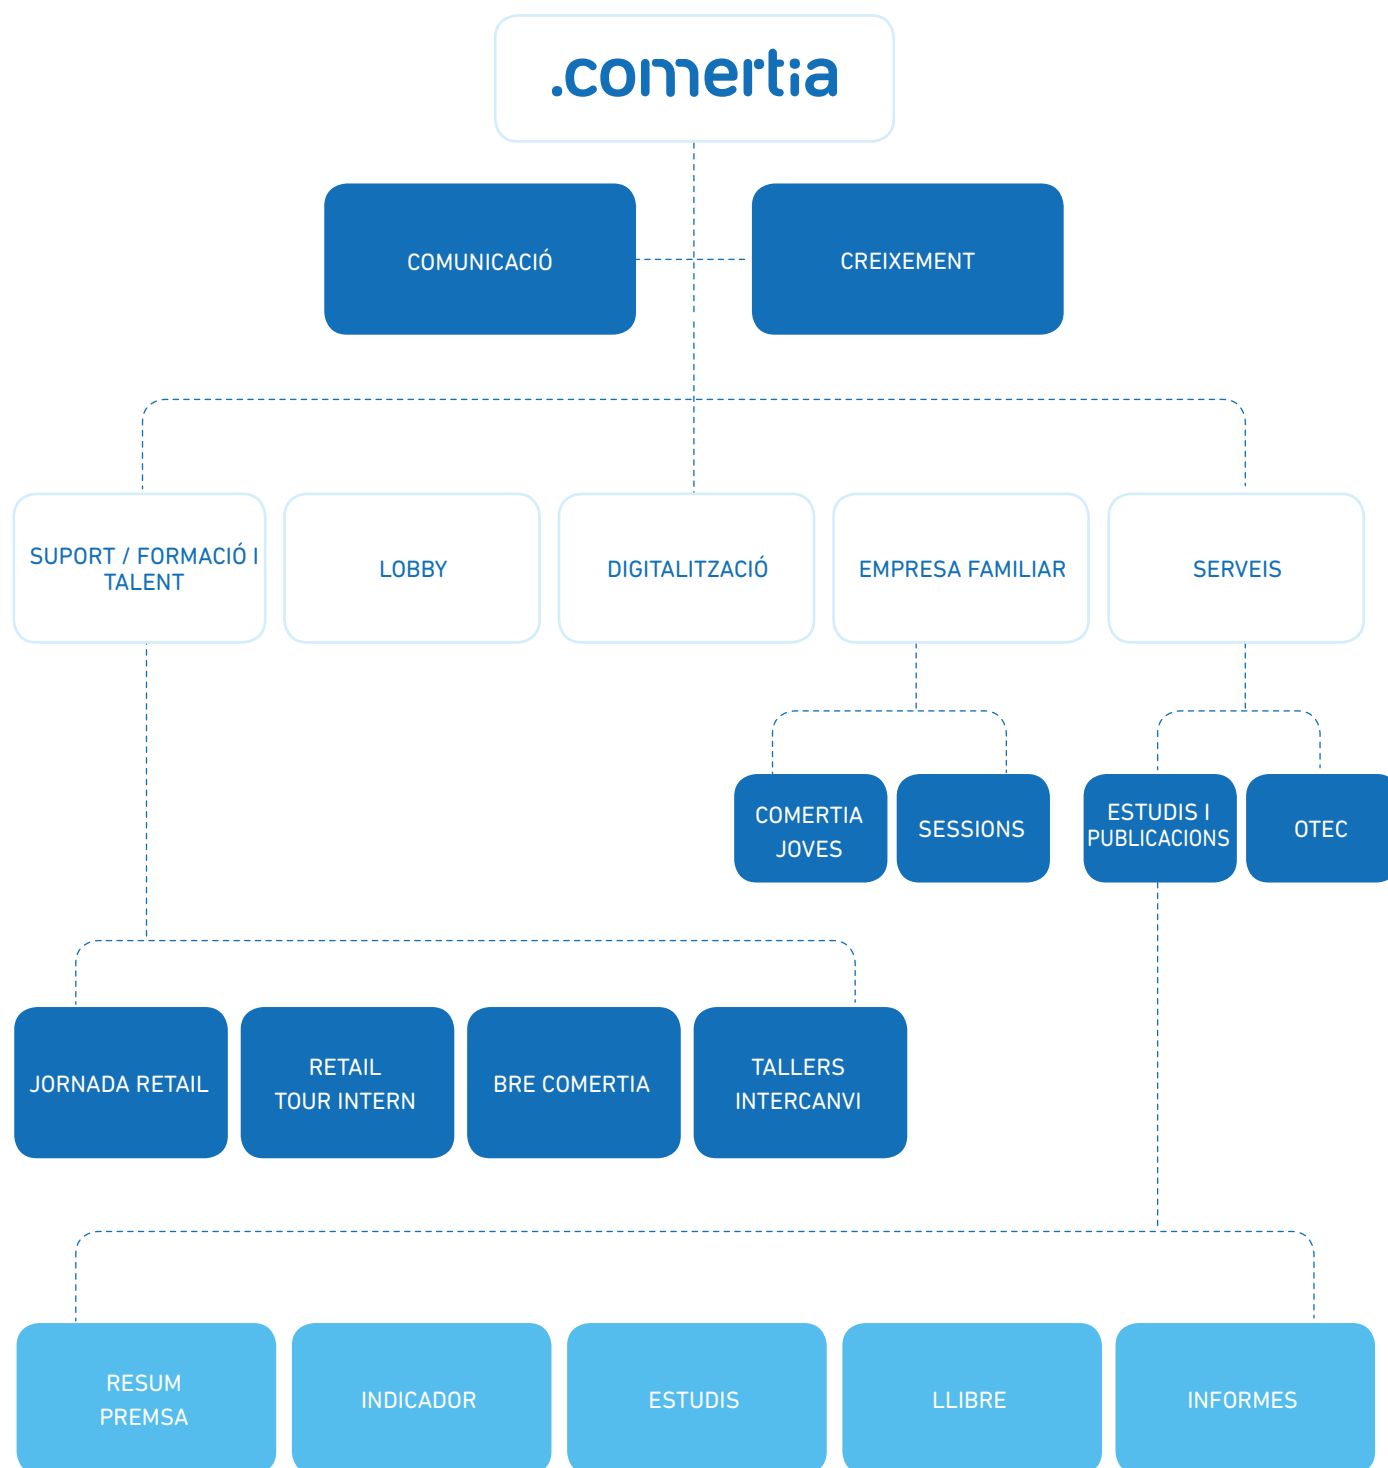 .comertia
COMUNICACIÓ
CREIXEMENT
SUPORT / FORMACIÓ I
TALENT
LOBBY
DIGITALITZACIÓ
EMPRESA FAMILIAR
SERVEIS
COMERTIA
JOVES
SESSIONS
ESTUDIS I
PUBLICACIONS
OTEC
JORNADA RETAIL
RETAIL
TOUR INTERN
BRE COMERTIA
TALLERS
INTERCANVI
RESUM
PREMSA
INDICADOR
ESTUDIS
LLIBRE
INFORMES